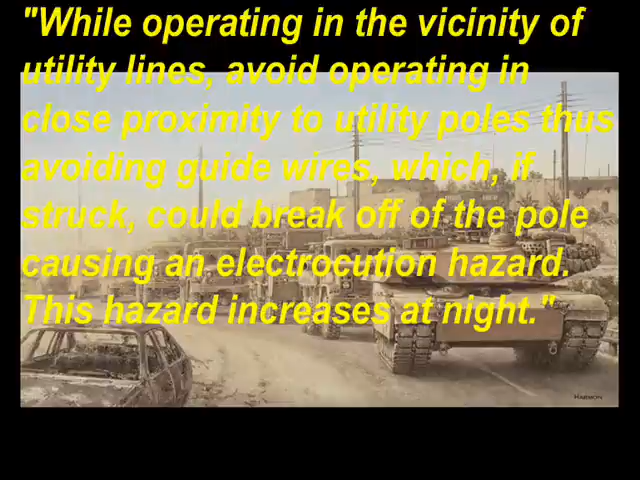 "While operating in the vicinity of
utility lines, avoid operating in
close proximity to utility poles thus
avoiding guide wires, which, if
struck, could break off of the pole
causing an electrocution hazard.
This hazard increases at night."